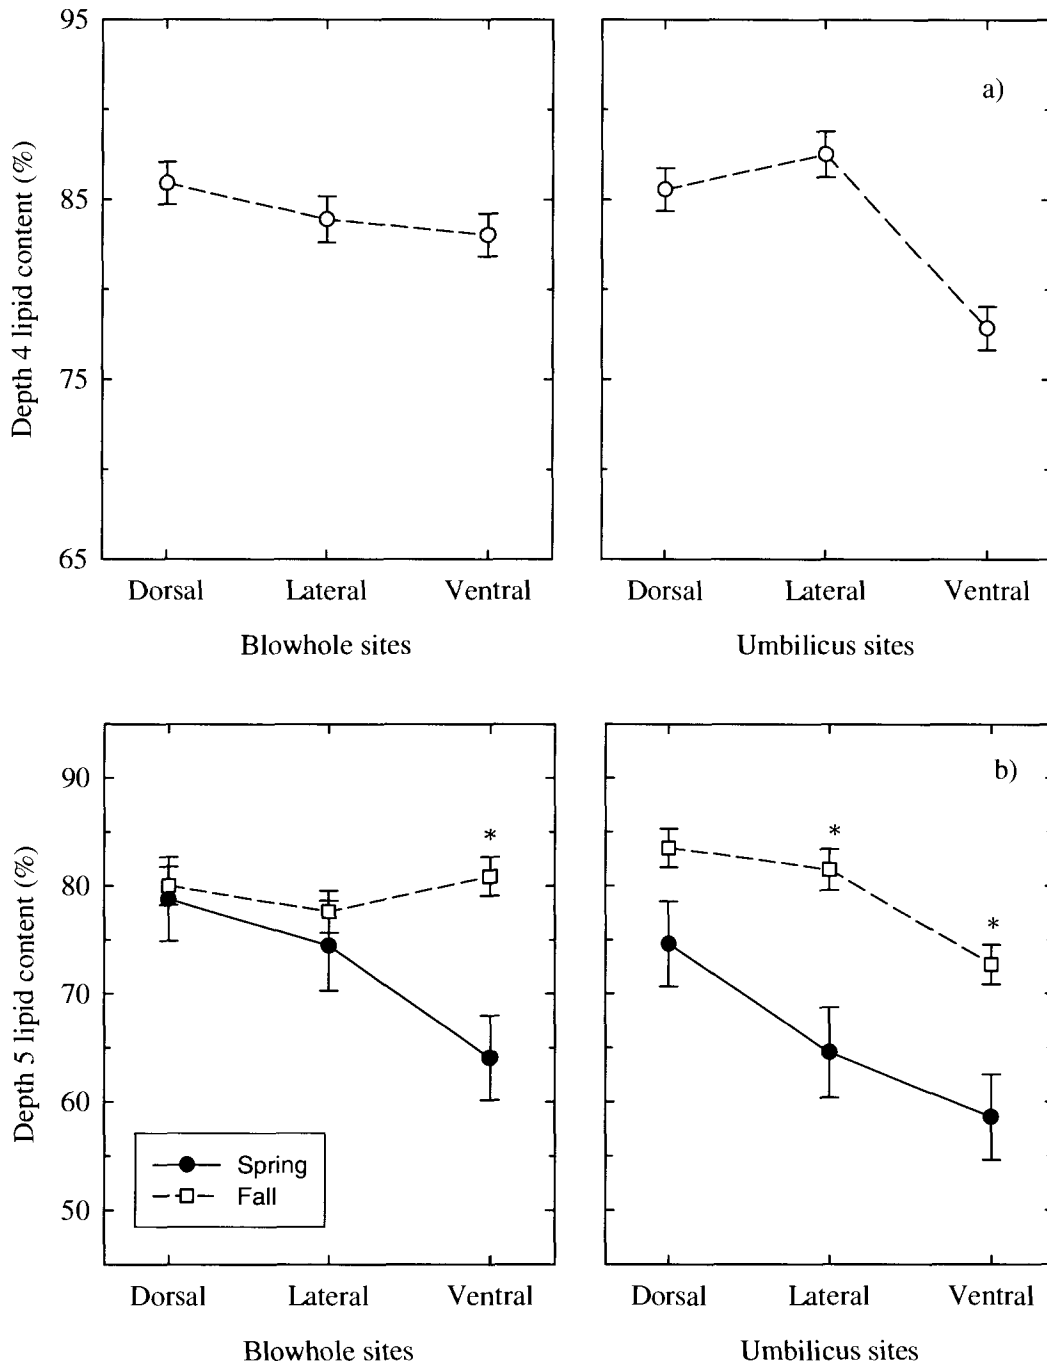 95
85
75
65
Depth 4 lipid content (%)
a)
Dorsal Lateral Ventral
Blowhole sites
Dorsal Lateral Ventral
Umbilicus sites
90
80
70
60
50
Depth 5 lipid content (%)
*
Spring
Fall
b)
*
*
Dorsal Lateral Ventral
Blowhole sites
Dorsal Lateral Ventral
Umbilicus sites